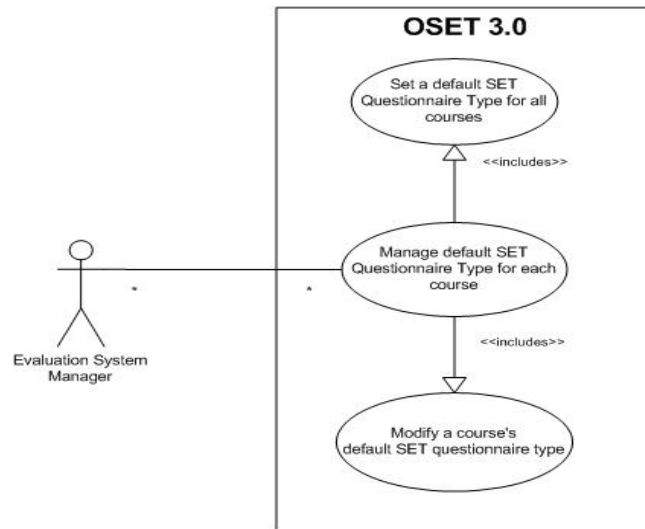 OSET 3.0
Set a default SET
Questionnaire Type for all
courses
<<includes>>
Manage default SET
Questionnaire Type for each
course
*
*
<<includes>>
Evaluation System
Manager
Modify a course's
default SET questionnaire type